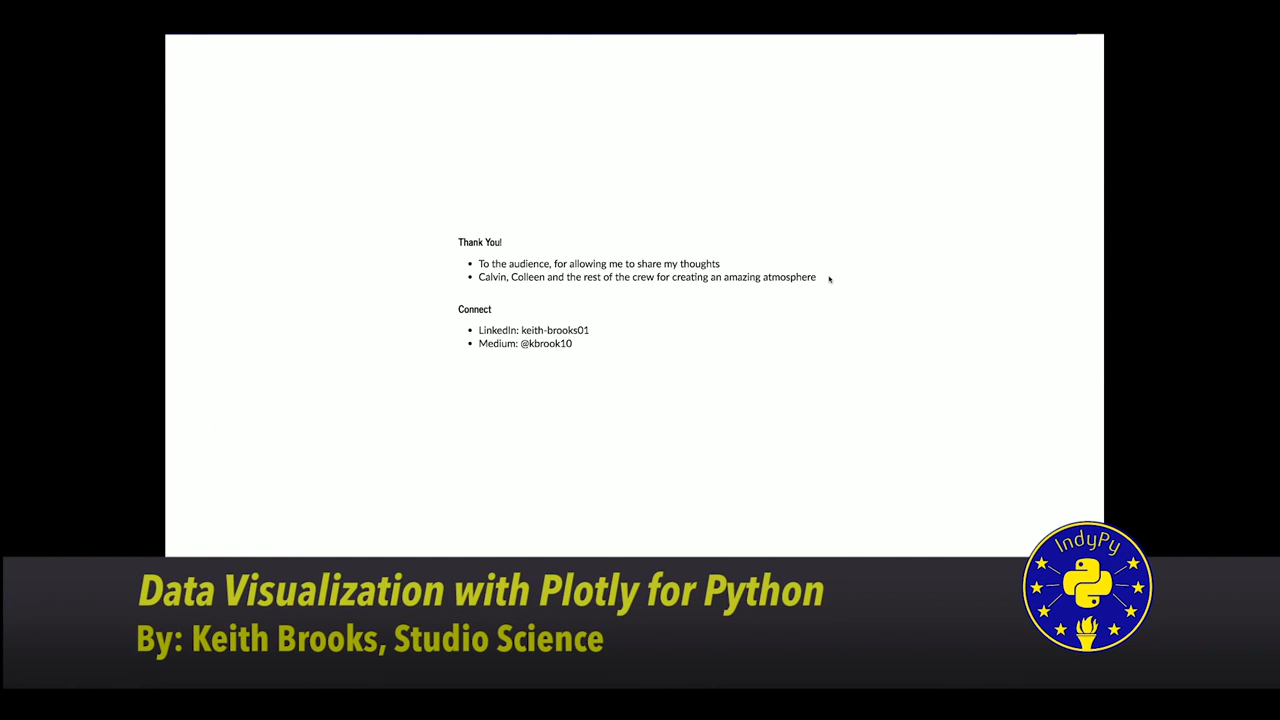 Thank You!
• To the audience, for allowing me to share my thoughts
• Calvin, Colleen and the rest of the crew for creating an amazing atmosphere
Connect
• LinkedIn: keith-brooks01
• Medium: @kbrook10
IndyPy
Data Visualization with Plotly for Python
By: Keith Brooks, Studio Science